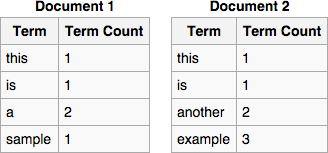 Document 1
Term Term Count
this 1
is 1
a 2
sample 1
Document 2
Term Term Count
this 1
is 1
another 2
example 3